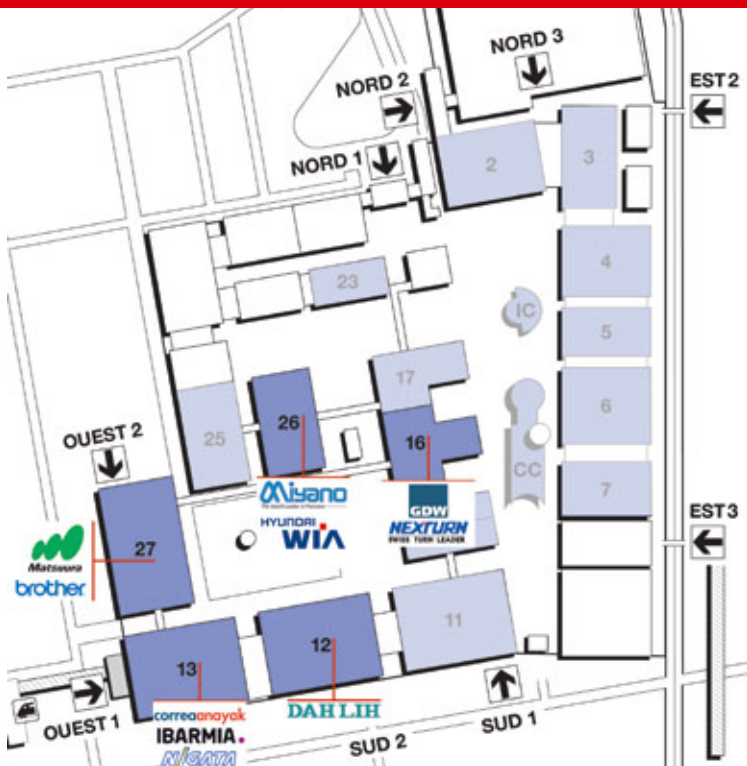 NORD 3
NORD 2
EST 2
NORD 1
2
3
4
23
IC
5
17
6
26
16
25
OUEST 2
CC
7
Miyano
GDW
NEXTURN
SWISS TURN LEADER
HYUNDAI
WIA
EST 3
27
Matsuura
brother
11
12
13
OUEST 1
correaanayak
IBARMIA.
NIGATA
DAH LIH
SUD 1
SUD 2